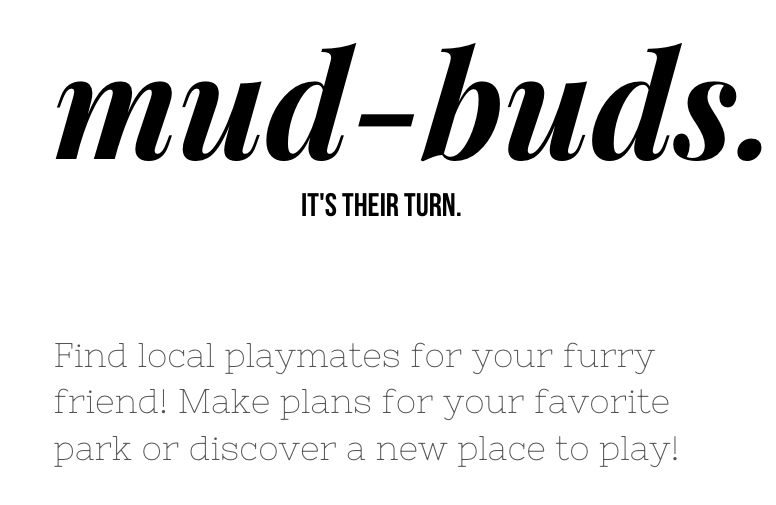 mud-buds.
IT'S THEIR TURN.
Find local playmates for your furry
friend! Make plans for your favorite
park or discover a new place to play!